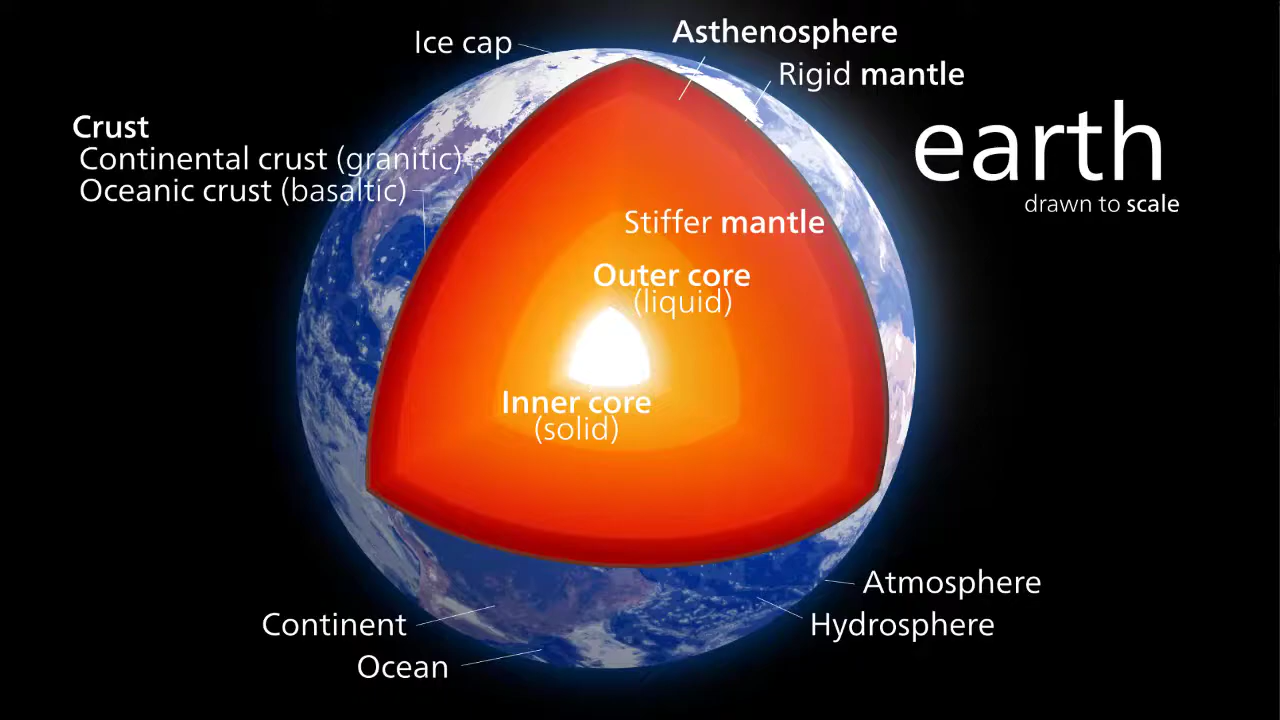 Ice cap
Asthenosphere
Rigid mantle
earth
drawn to scale
Crust
Continental crust (granitic)
Oceanic crust (basaltic)
Stiffer mantle
Outer core
(liquid)
Inner core
(solid)
Atmosphere
Hydrosphere
Continent
Ocean